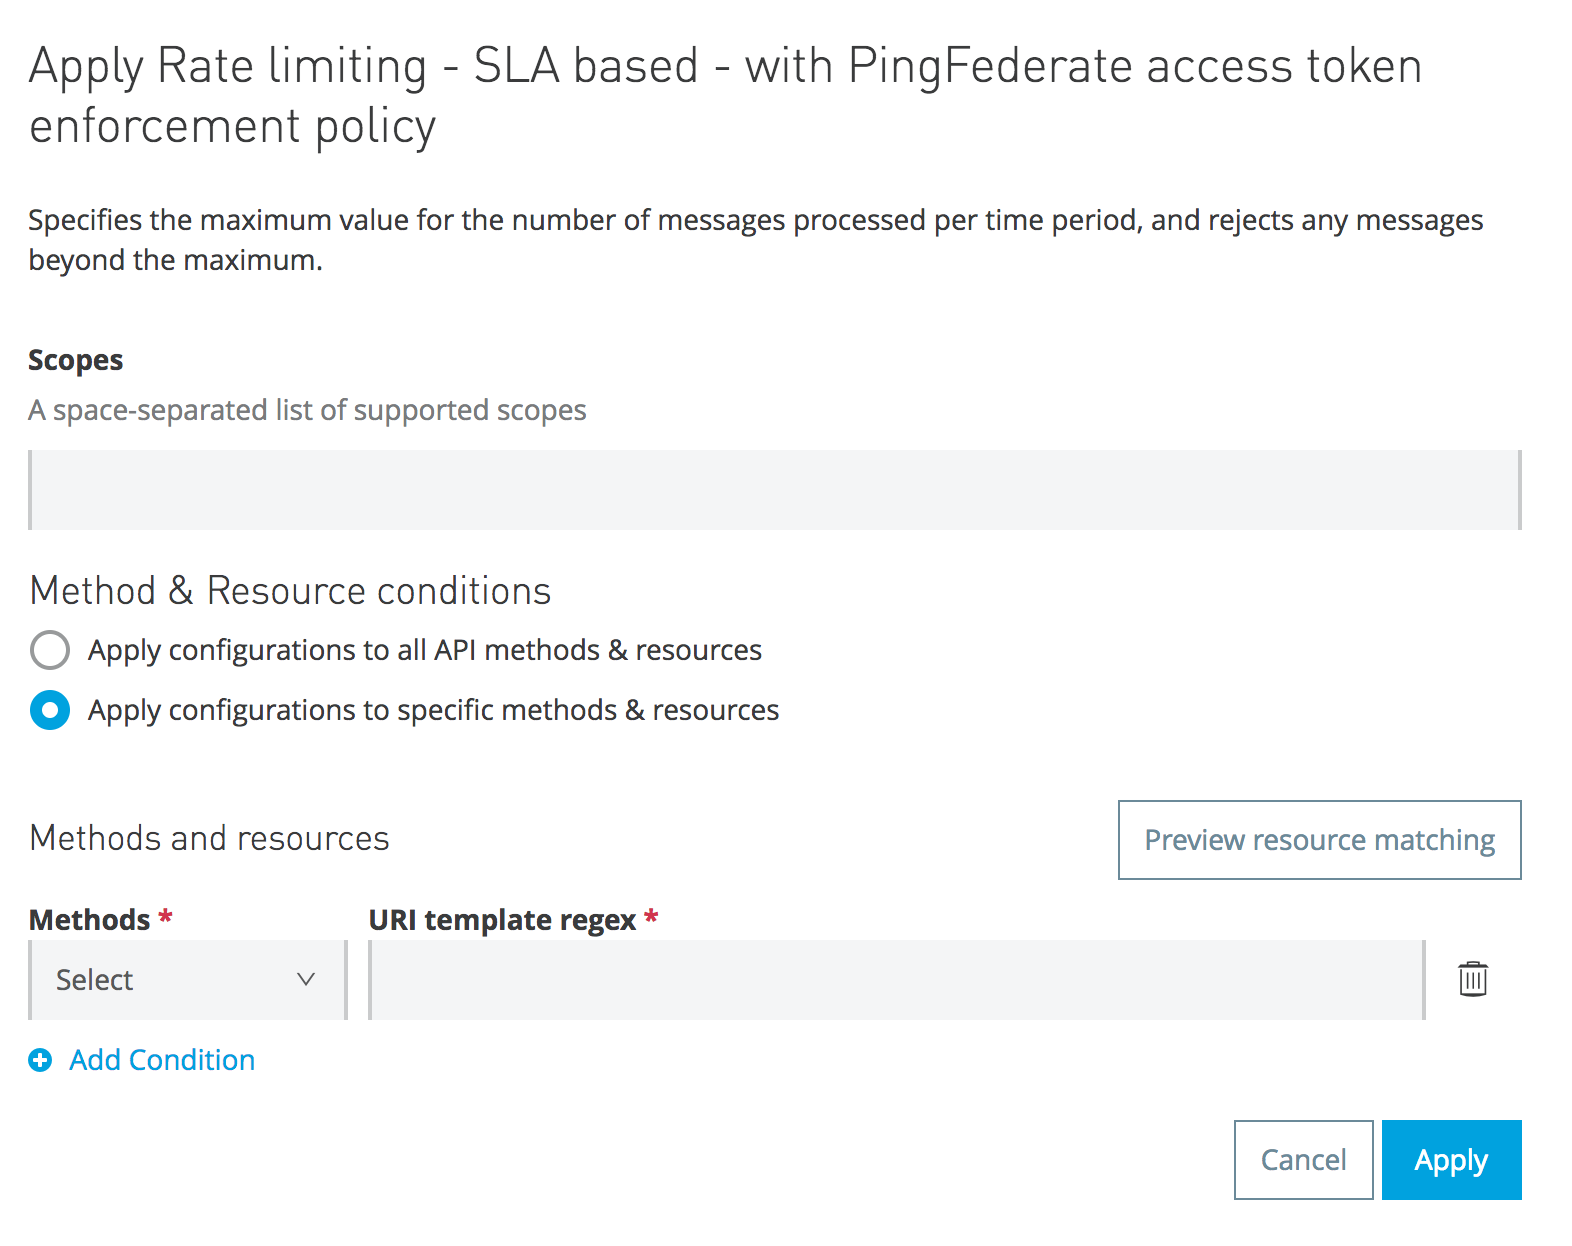 Apply Rate limiting - SLA based - with PingFederate access token
enforcement policy
Specifies the maximum value for the number of messages processed per time period, and rejects any messages
beyond the maximum.
Scopes
A space-separated list of supported scopes
Method & Resource conditions
Apply configurations to all API methods & resources
Apply configurations to specific methods & resources
Methods and resources
Preview resource matching
Methods *
URI template regex *
Select
Add Condition
Cancel
Apply